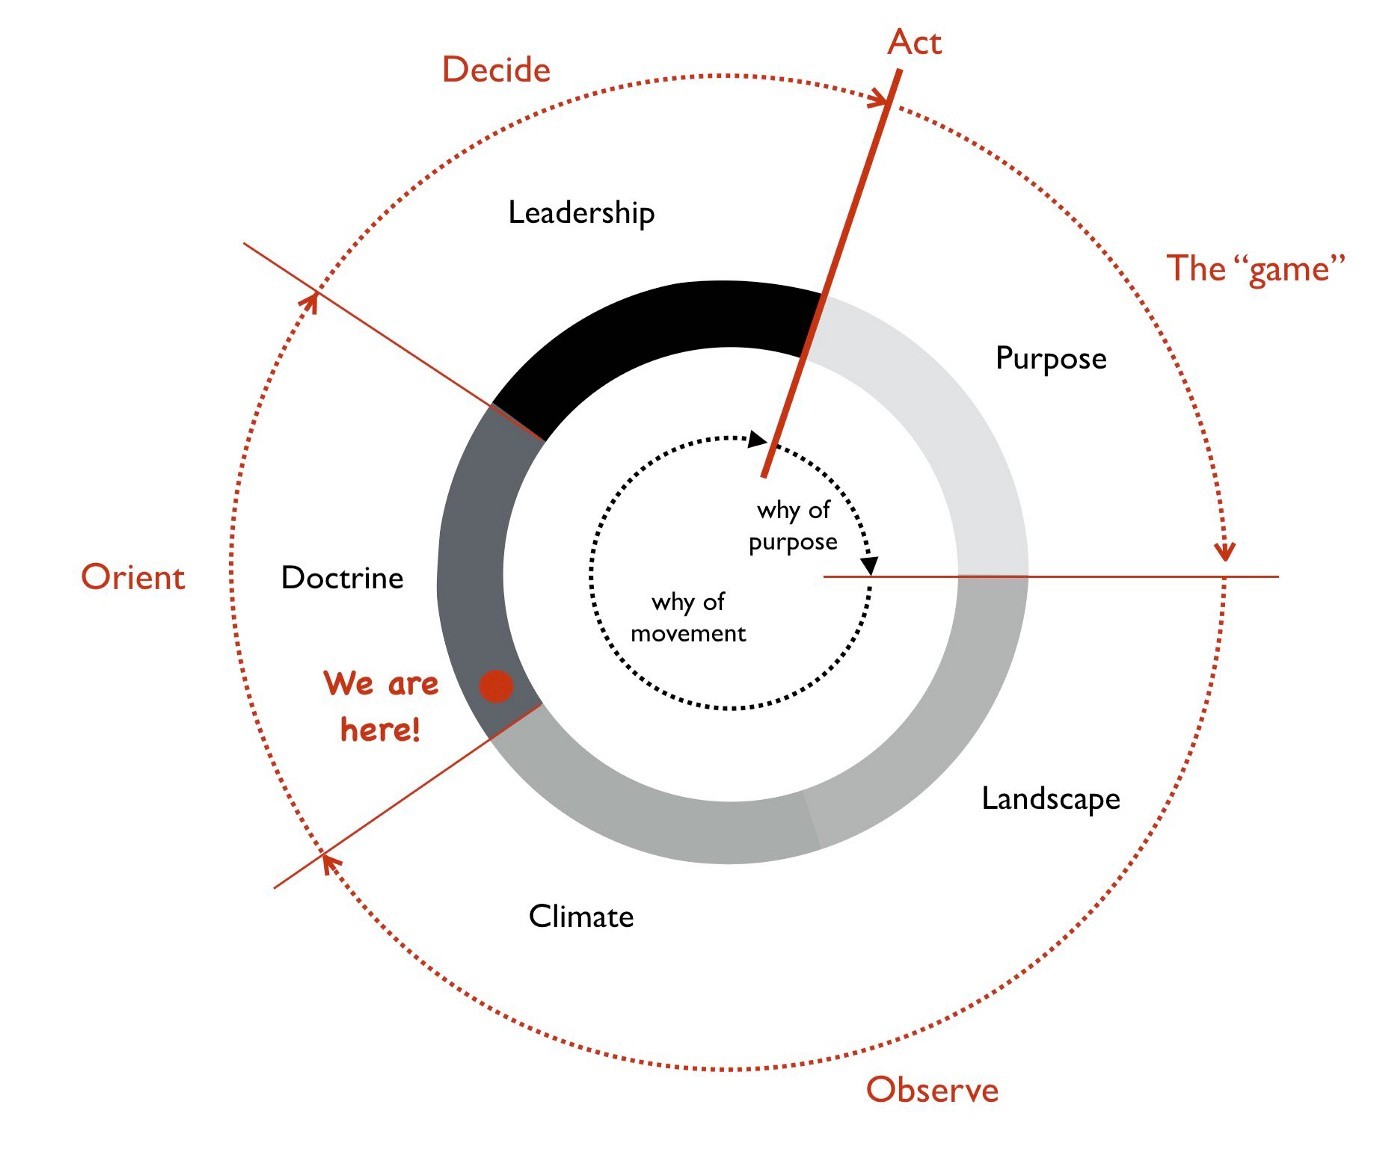 Act
Decide
Leadership
The “game”
Purpose
why of
purpose
Orient
Doctrine
why of
movement
We are
here!
Landscape
Climate
Observe